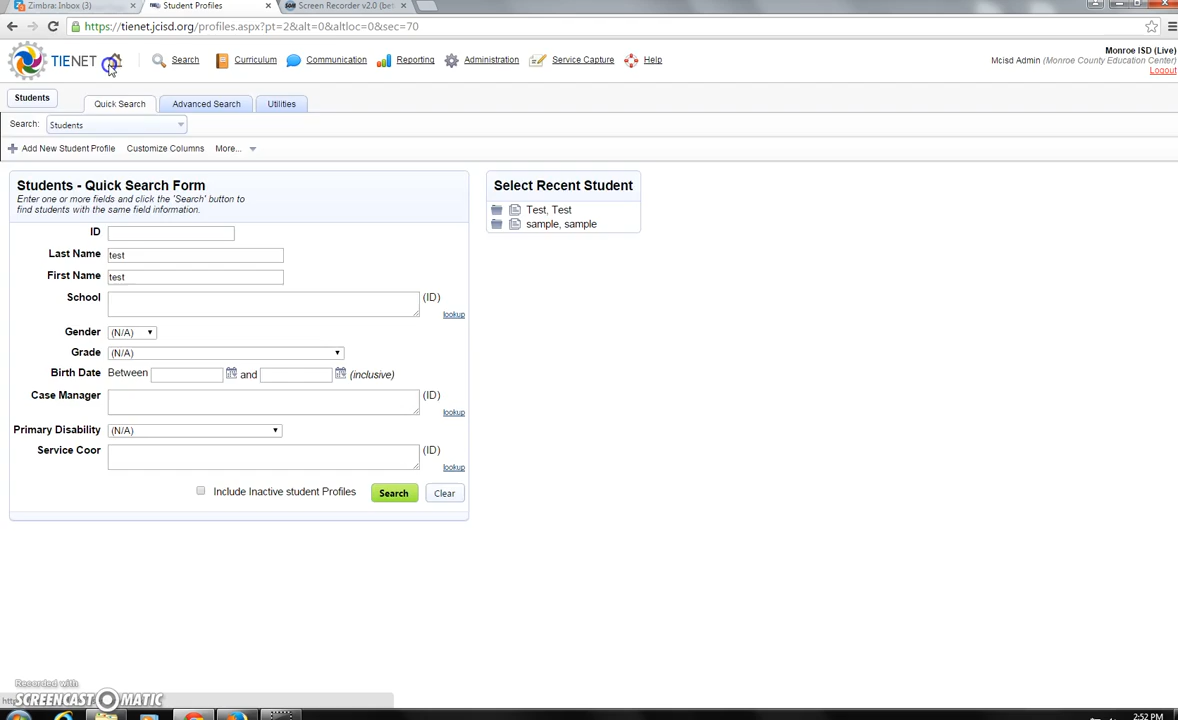 Zimbra: Inbox (3)
Student Profiles
Screen Recorder v2.0 (bet
https://tienet.jcisd.org/profiles.aspx?pt=2&alt=0&altloc=0&sec=70
TIENET
Search
Curriculum
Communication
Reporting
Administration
Service Capture
Help
Monroe ISD (Live)
Mcisd Admin (Monroe County Education Center)
Logout
Students
Quick Search
Advanced Search
Utilities
Search: Students
Add New Student Profile
Customize Columns
More...
Students - Quick Search Form
Enter one or more fields and click the 'Search' button to
find students with the same field information.
ID
Last Name test
First Name test
School (ID)
lookup
Gender (N/A)
Grade (N/A)
Birth Date Between and (inclusive)
Case Manager (ID)
lookup
Primary Disability (N/A)
Service Coor (ID)
lookup
Include Inactive student Profiles
Search
Clear
Select Recent Student
Test, Test
sample, sample
Recorded with
SCREENCAST-O-MATIC
2:52 PM